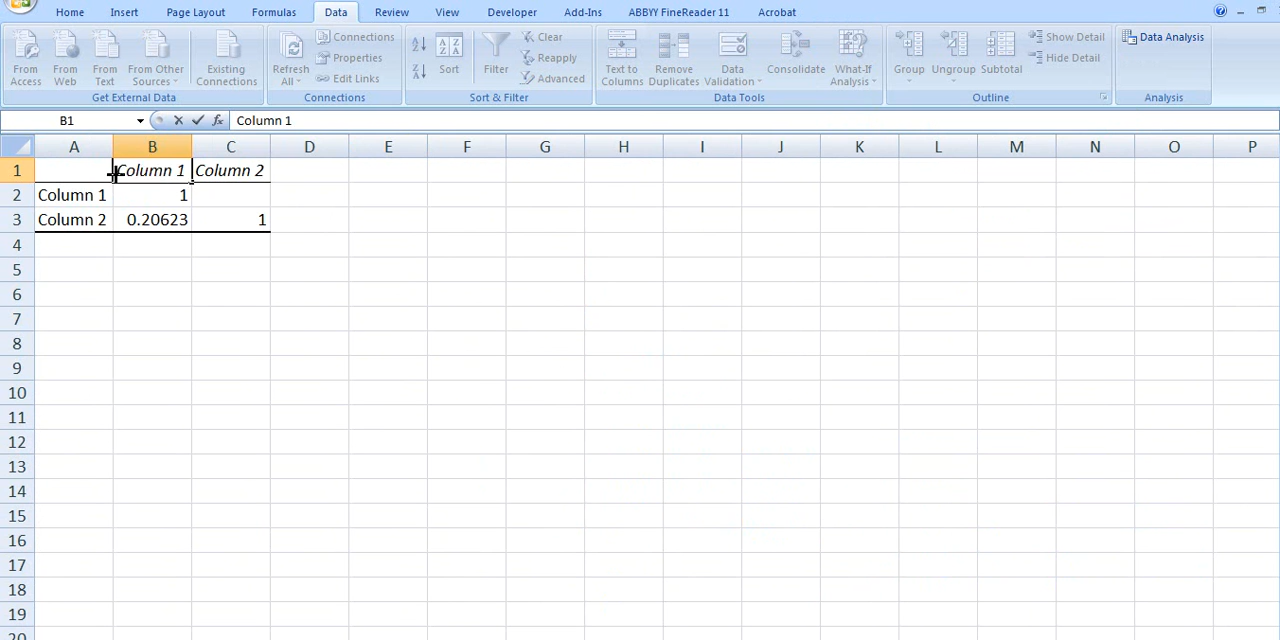 Home Insert Page Layout Formulas Data Review View Developer Add-Ins ABBYY FineReader 11 Acrobat
From Access
From Web
From Text
From Other Sources
Existing Connections
Get External Data
Refresh All
Connections
Properties
Edit Links
Connections
Sort
Filter
Clear
Reapply
Advanced
Sort & Filter
Text to Columns
Remove Duplicates
Data Validation
Consolidate
What-If Analysis
Data Tools
Group
Ungroup
Subtotal
Show Detail
Hide Detail
Outline
Data Analysis
Analysis
B1 fx Column 1
A B C D E F G H I J K L M N O P
1 Column 1 Column 2
2 Column 1 1
3 Column 2 0.20623 1
4
5
6
7
8
9
10
11
12
13
14
15
16
17
18
19
20